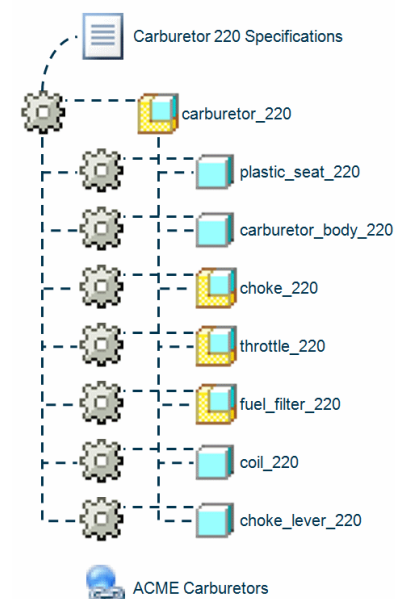 Carburetor 220 Specifications
carburetor_220
plastic_seat_220
carburetor_body_220
choke_220
throttle_220
fuel_filter_220
coil_220
choke_lever_220
ACME Carburetors